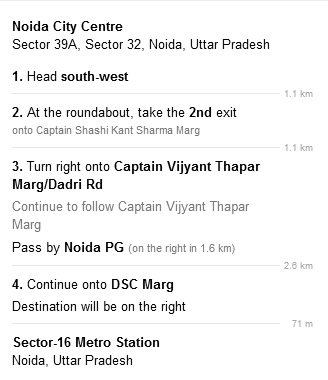 Noida City Centre
Sector 39A, Sector 32, Noida, Uttar Pradesh
1. Head south-west
1.1 km
2. At the roundabout, take the 2nd exit
onto Captain Shashi Kant Sharma Marg
1.1 km
3. Turn right onto Captain Vijyant Thapar
Marg/Dadri Rd
Continue to follow Captain Vijyant Thapar
Marg
Pass by Noida PG (on the right in 1.6 km)
2.6 km
4. Continue onto DSC Marg
Destination will be on the right
71 m
Sector-16 Metro Station
Noida, Uttar Pradesh